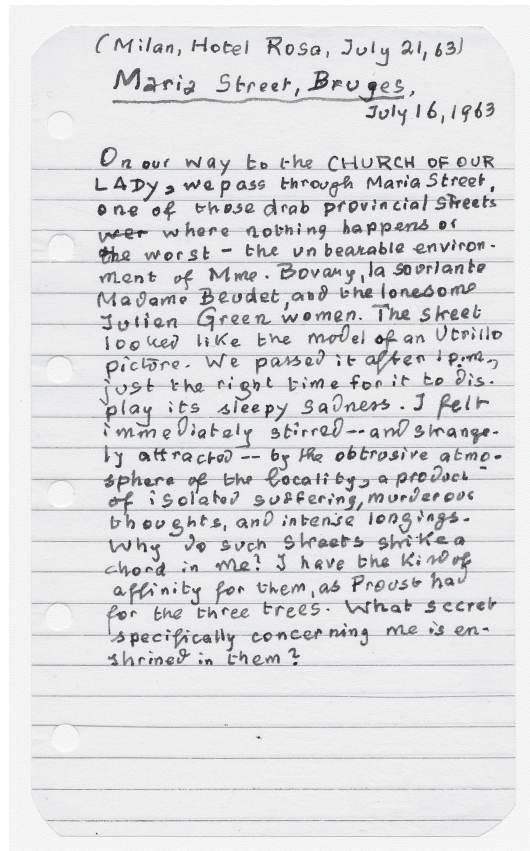 (Milan, Hotel Rosa, July 21, 63)
Maria Street, Bruges,
July 16, 1963
On our way to the CHURCH OF OUR
LADY, we pass through Maria Street,
one of those drab provincial streets
wer where nothing happens or
the worst - the unbearable environ-
ment of Mme. Bovary, la souriante
Madame Beudet, and the lonesome
Julien Green women. The street
looked like the model of an Utrillo
picture. We passed it after 1 p.m.,
just the right time for it to dis-
play its sleepy sadness. I felt
immediately stirred -- and strange-
ly attracted -- by the obtrusive atmo-
sphere of the locality, a product
of isolated suffering, murderous
thoughts, and intense longings.
Why do such streets strike a
chord in me? I have the kind of
affinity for them, as Proust had
for the three trees. What secret
specifically concerning me is en-
shrined in them?